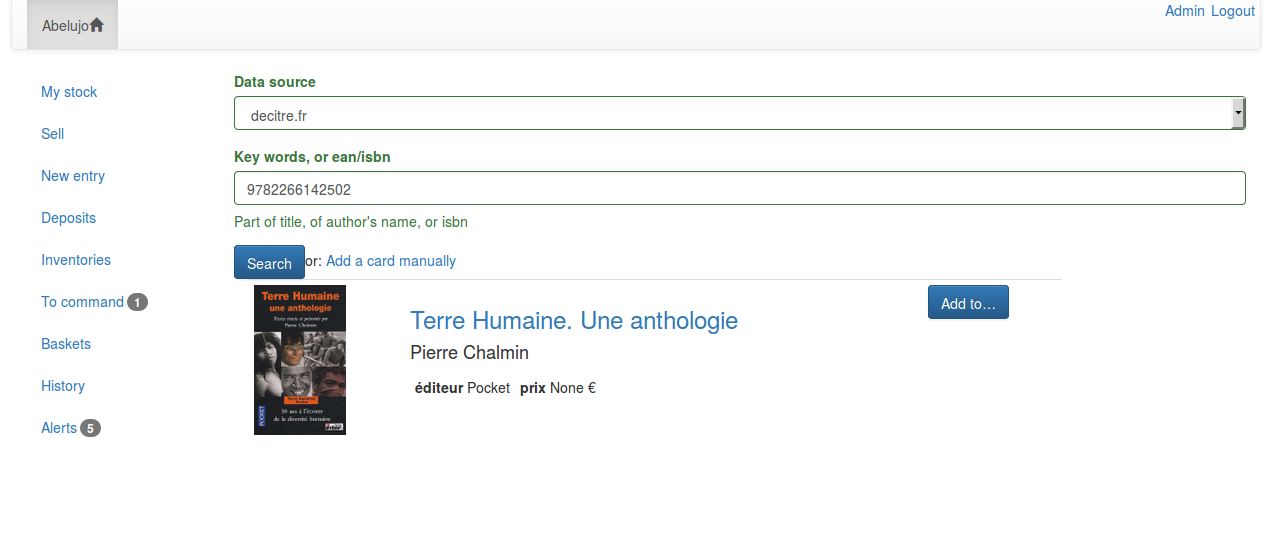 Abelujo
Admin Logout
My stock
Sell
New entry
Deposits
Inventories
To command 1
Baskets
History
Alerts 5
Data source
decitre.fr
Key words, or ean/isbn
9782266142502
Part of title, of author's name, or isbn
Search or: Add a card manually
Terre Humaine
une anthologie
Textes réunis et présentés par
Pierre Chalmin
Terre Humaine
POCKET
50 ans à l'écoute
de la diversité humaine
Terre Humaine. Une anthologie
Pierre Chalmin
éditeur Pocket prix None €
Add to...